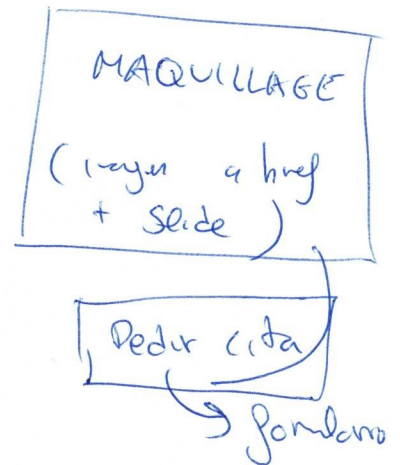 MAQUILLAGE
(imagen a href
+ Slide)
Pedir cita
formulario